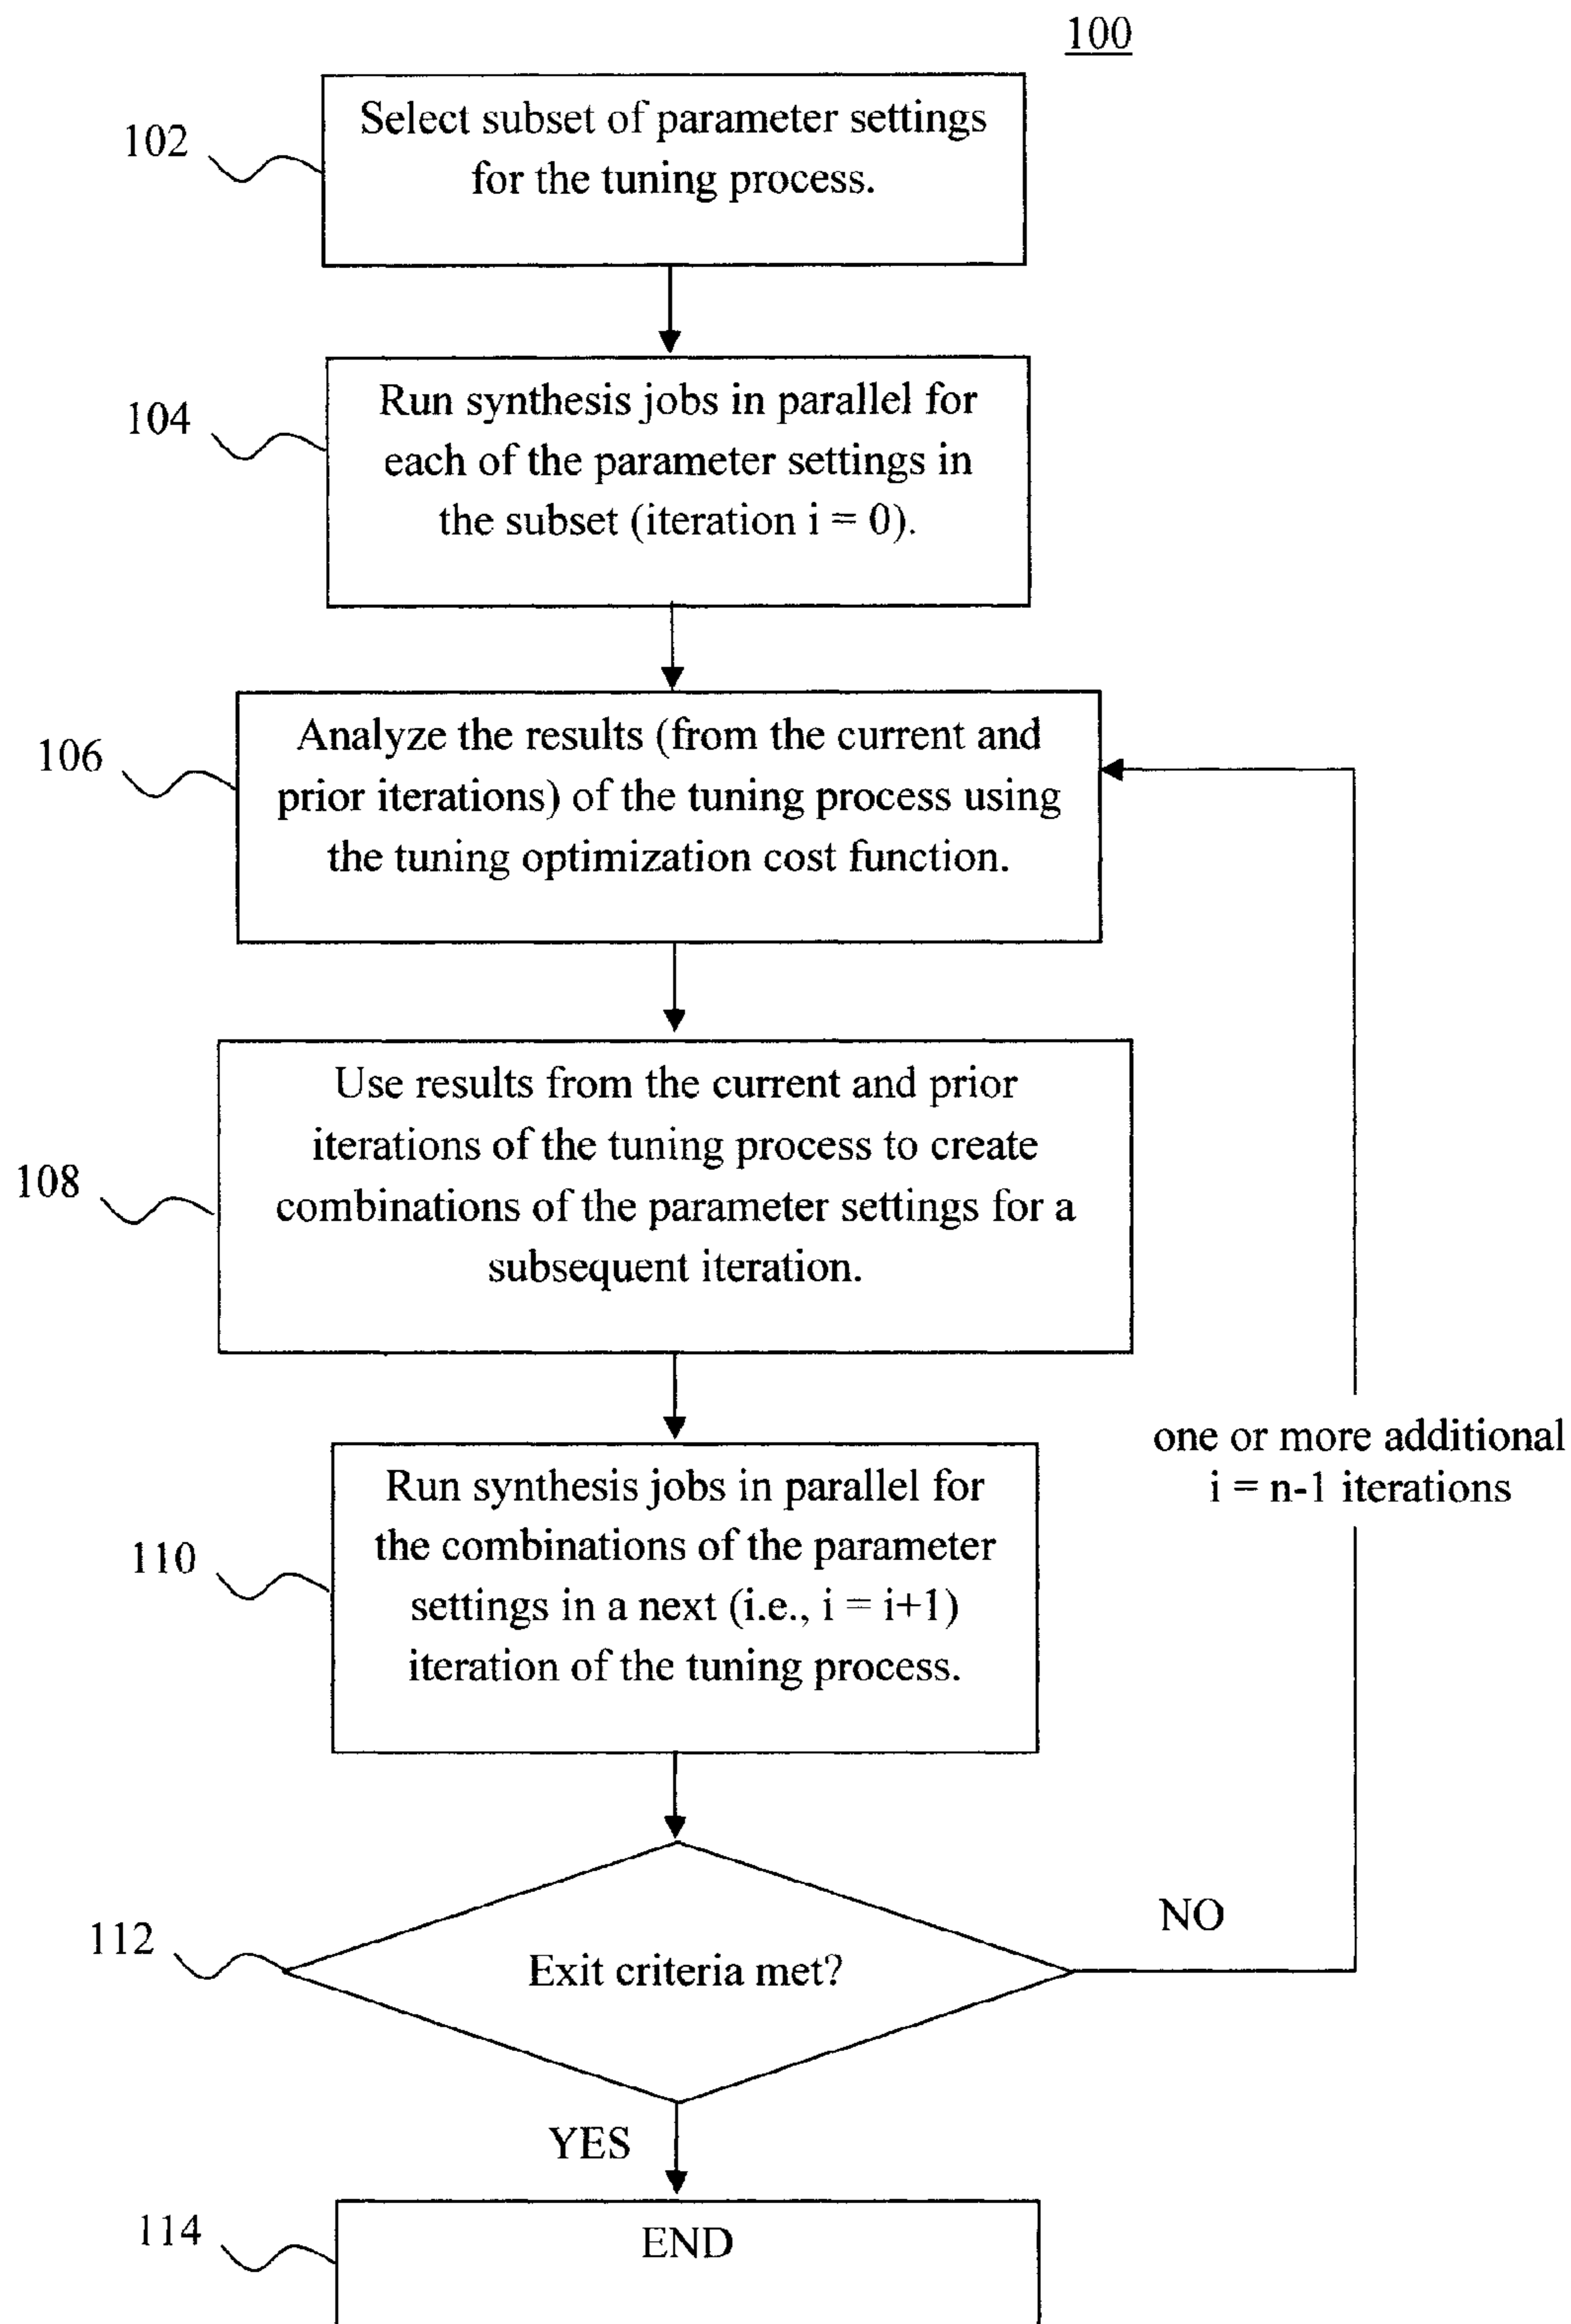 100
102
Select subset of parameter settings
for the tuning process.
104
Run synthesis jobs in parallel for
each of the parameter settings in
the subset (iteration i = 0).
106
Analyze the results (from the current and
prior iterations) of the tuning process using
the tuning optimization cost function.
108
Use results from the current and prior
iterations of the tuning process to create
combinations of the parameter settings for a
subsequent iteration.
one or more additional
i = n-1 iterations
110
Run synthesis jobs in parallel for
the combinations of the parameter
settings in a next (i.e., i = i+1)
iteration of the tuning process.
112
Exit criteria met?
NO
YES
114
END